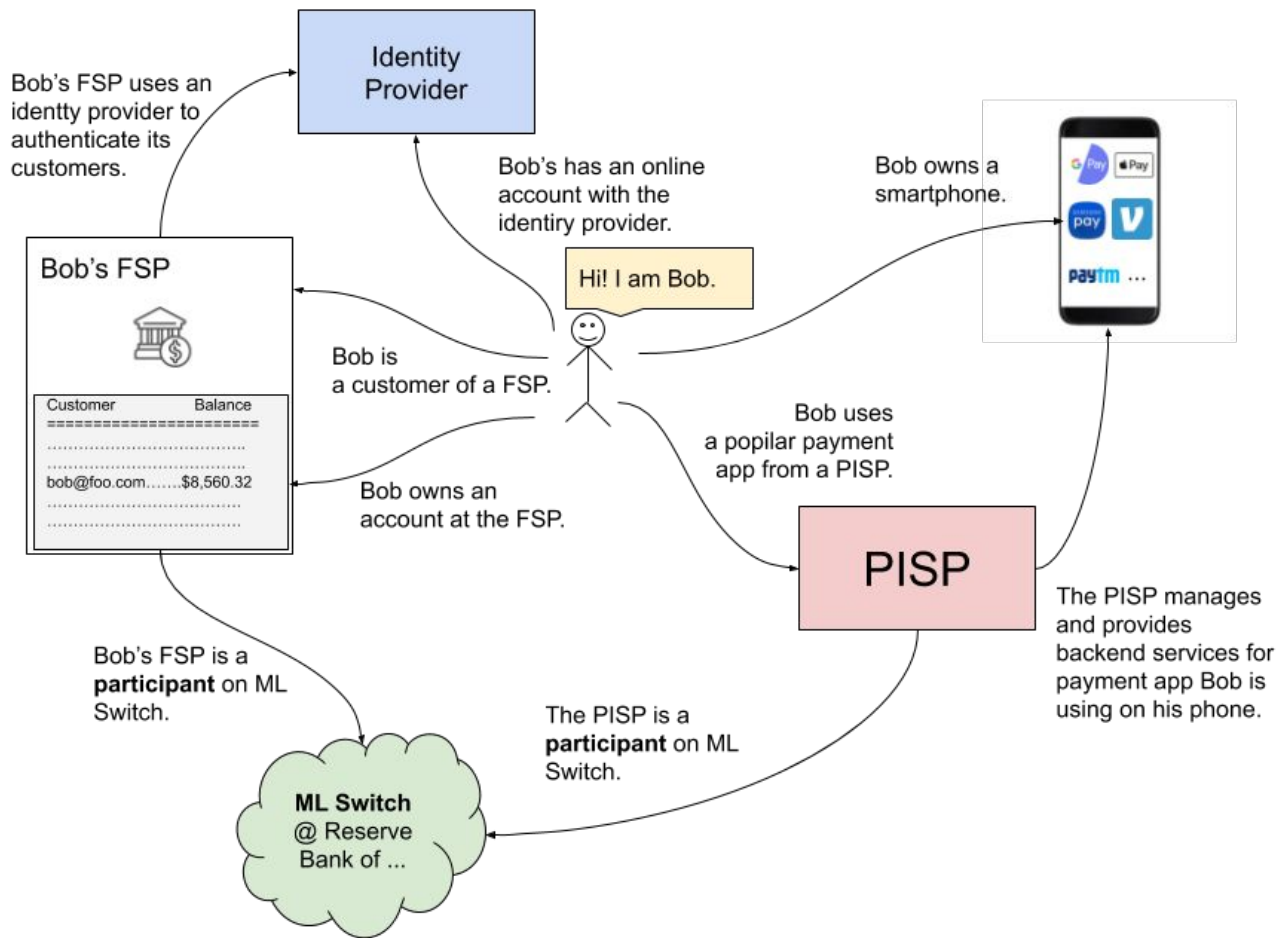 Identity
Provider
Bob's FSP uses an
identty provider to
authenticate its
customers.
Bob's has an online
account with the
identiry provider.
Bob owns a
smartphone.
G Pay
Pay
pay
paytm ...
Hi! I am Bob.
Bob's FSP
$
Customer Balance
=======================
......................................
......................................
bob@foo.com.......$8,560.32
.....................................
.....................................
Bob is
a customer of a FSP.
Bob owns an
account at the FSP.
Bob uses
a popilar payment
app from a PISP.
PISP
The PISP manages
and provides
backend services for
payment app Bob is
using on his phone.
Bob's FSP is a
participant on ML
Switch.
The PISP is a
participant on ML
Switch.
ML Switch
@ Reserve
Bank of ...